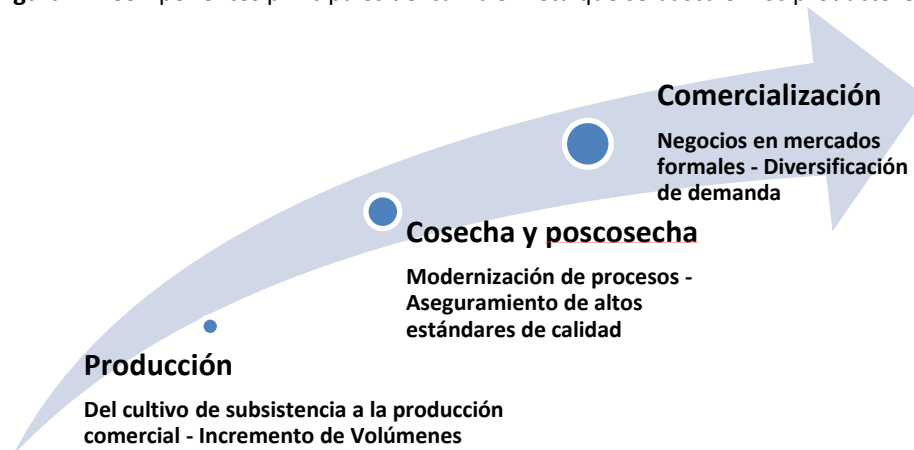 Comercialización
Negocios en mercados
formales - Diversificación
de demanda
Cosecha y poscosecha
Modernización de procesos -
Aseguramiento de altos
estándares de calidad
Producción
Del cultivo de subsistencia a la producción
comercial - Incremento de Volúmenes